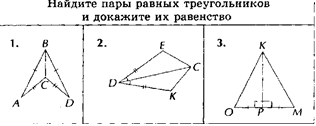 Найдите пары равных треугольников
и докажите их равенство
1.
2.
3.
B
C
A
D
E
C
D
K
K
O
P
M